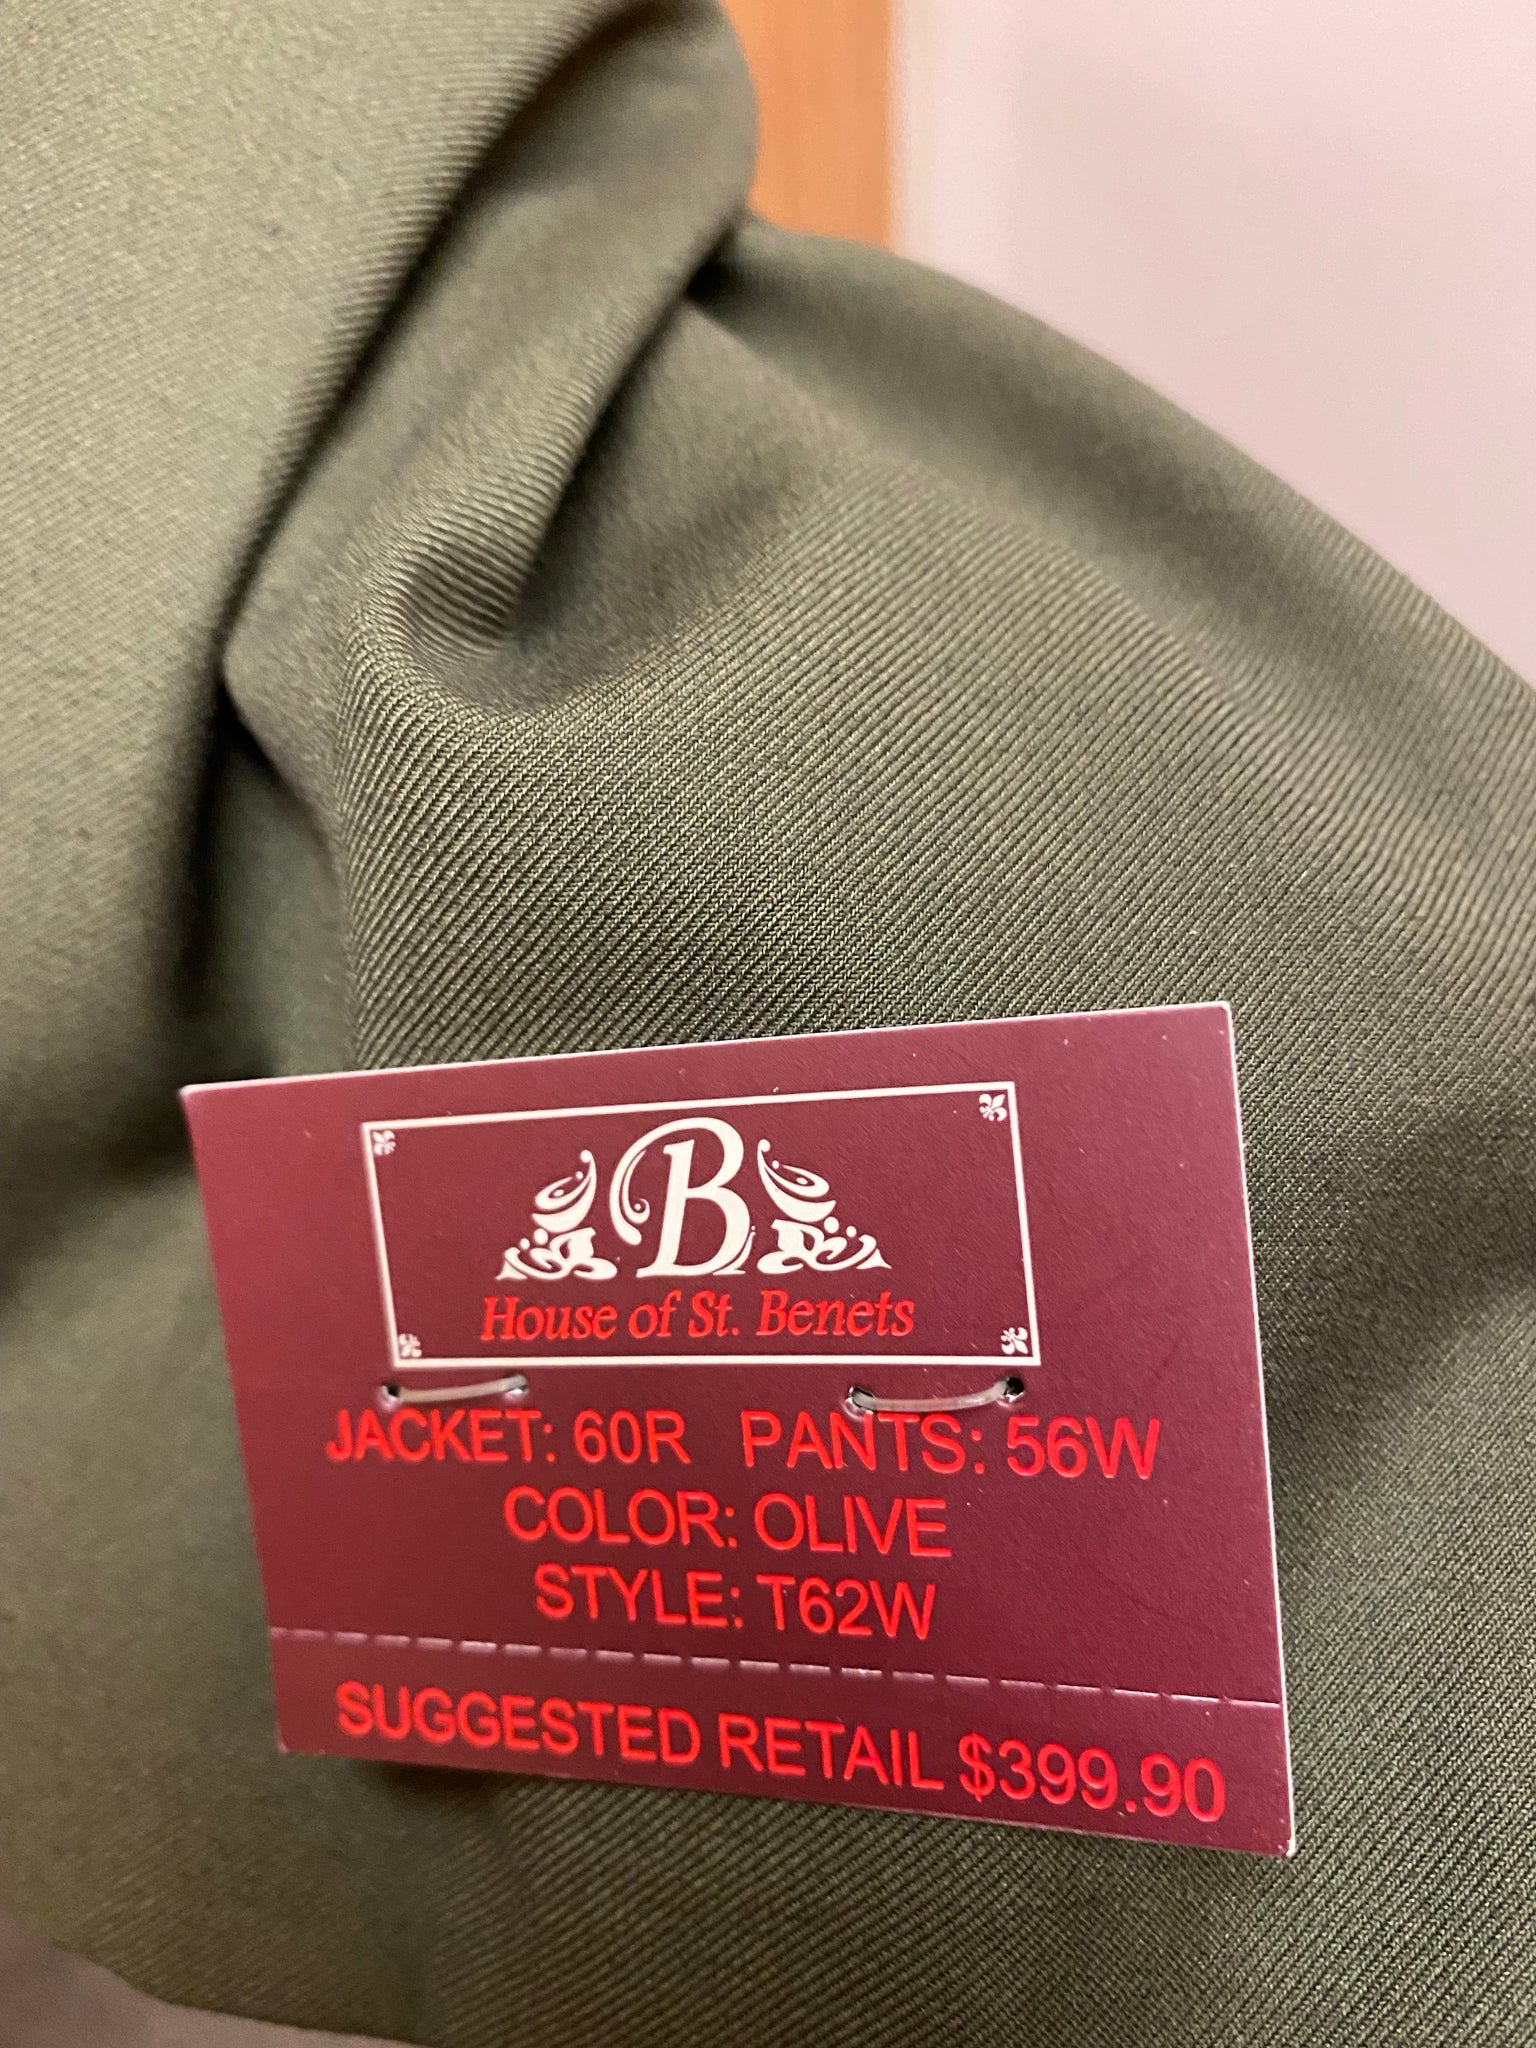 B
House of St. Benets
JACKET: 60R PANTS: 56W
COLOR: OLIVE
STYLE: T62W
SUGGESTED RETAIL $399.90